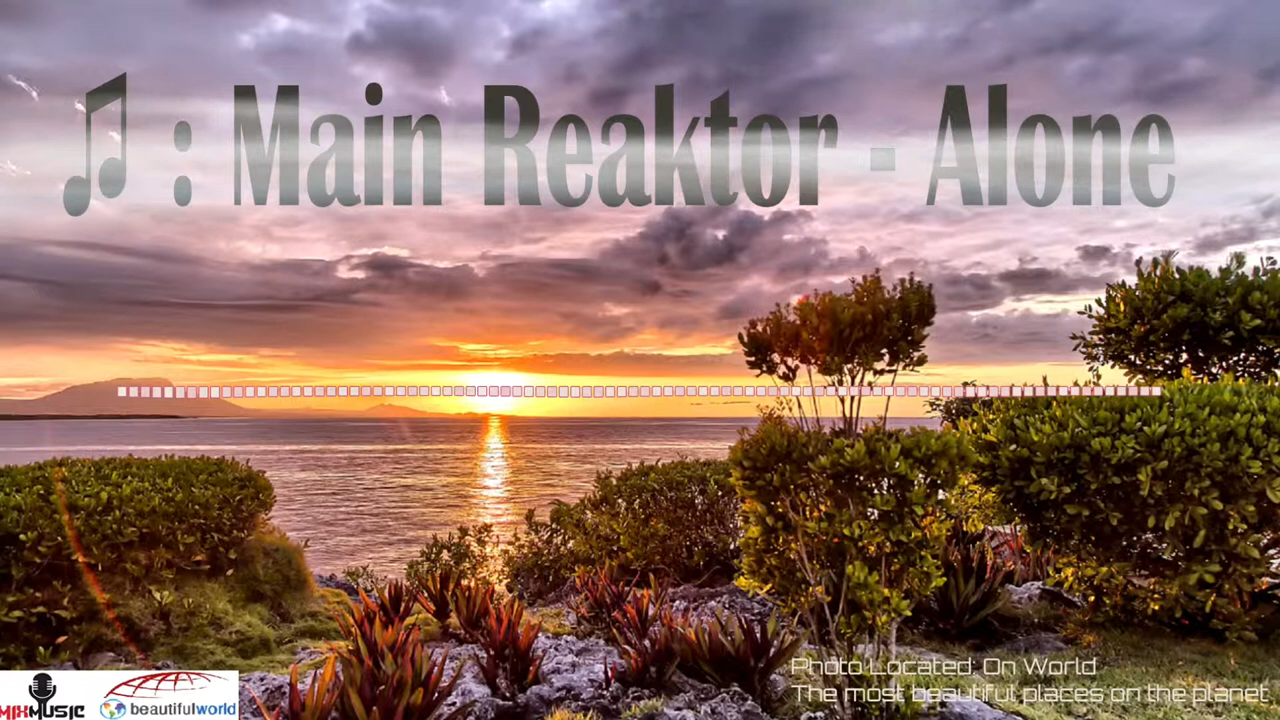 ♫ : Main Reaktor - Alone
Photo Located: On World
The most beautiful places on the planet
MIXMUSIC
beautifulworld